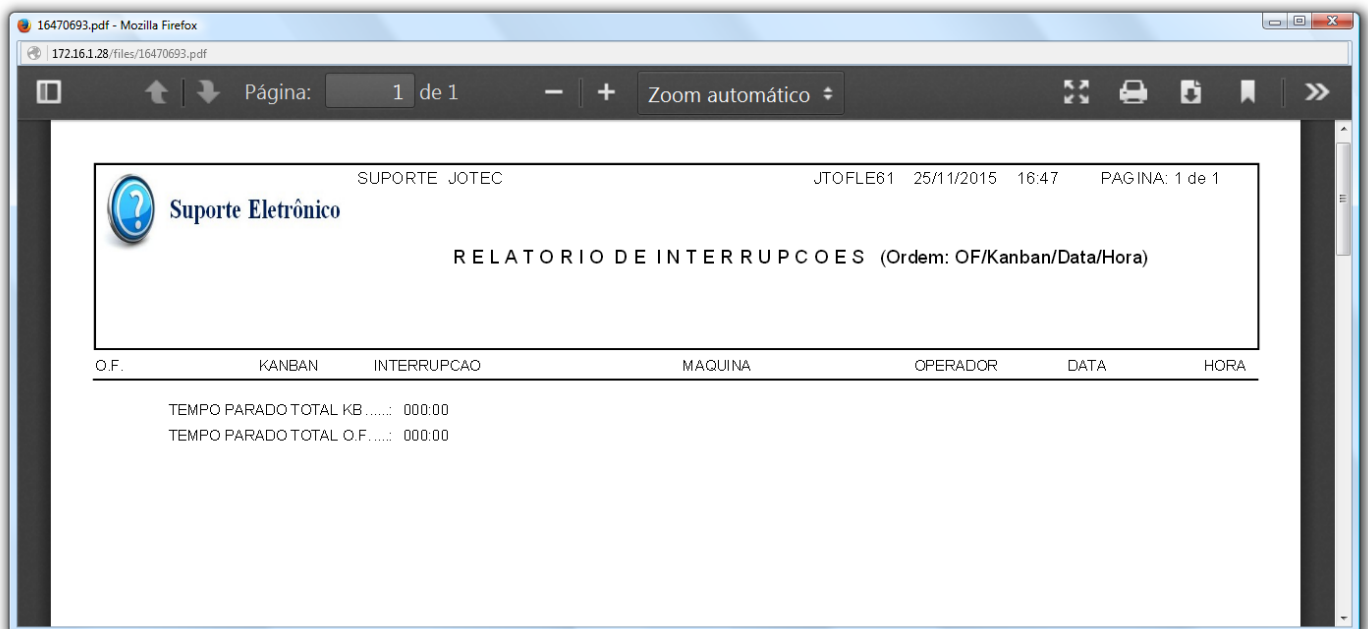 16470693.pdf - Mozilla Firefox
172.16.1.28/files/16470693.pdf
Página: 1 de 1 Zoom automático
SUPORTE JOTEC JTOFLE61 25/11/2015 16:47 PAGINA: 1 de 1
Suporte Eletrônico
R E L A T O R I O D E I N T E R R U P C O E S (Ordem: OF/Kanban/Data/Hora)
O.F. KANBAN INTERRUPCAO MAQUINA OPERADOR DATA HORA
TEMPO PARADO TOTAL KB.....: 000:00
TEMPO PARADO TOTAL O.F.....: 000:00